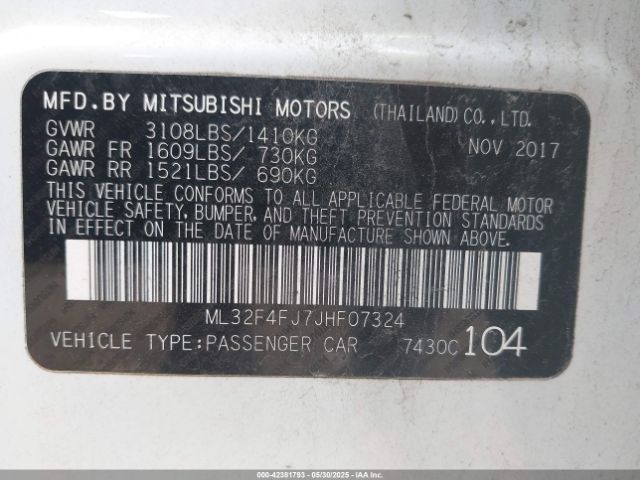 MFD.BY MITSUBISHI MOTORS (THAILAND)CO.,LTD.
GVWR 3108LBS/1410KG NOV 2017
GAWR FR 1609LBS/ 730KG
GAWR RR 1521LBS/ 690KG
THIS VEHICLE CONFORMS TO ALL APPLICABLE FEDERAL MOTOR
VEHICLE SAFETY, BUMPER, AND THEFT PREVENTION STANDARDS
IN EFFECT ON THE DATE OF MANUFACTURE SHOWN ABOVE.
ML32F4FJ7JHF07324
VEHICLE TYPE:PASSENGER CAR 7430C 104
000-42381793 - 05/30/2025 - IAAI.COM